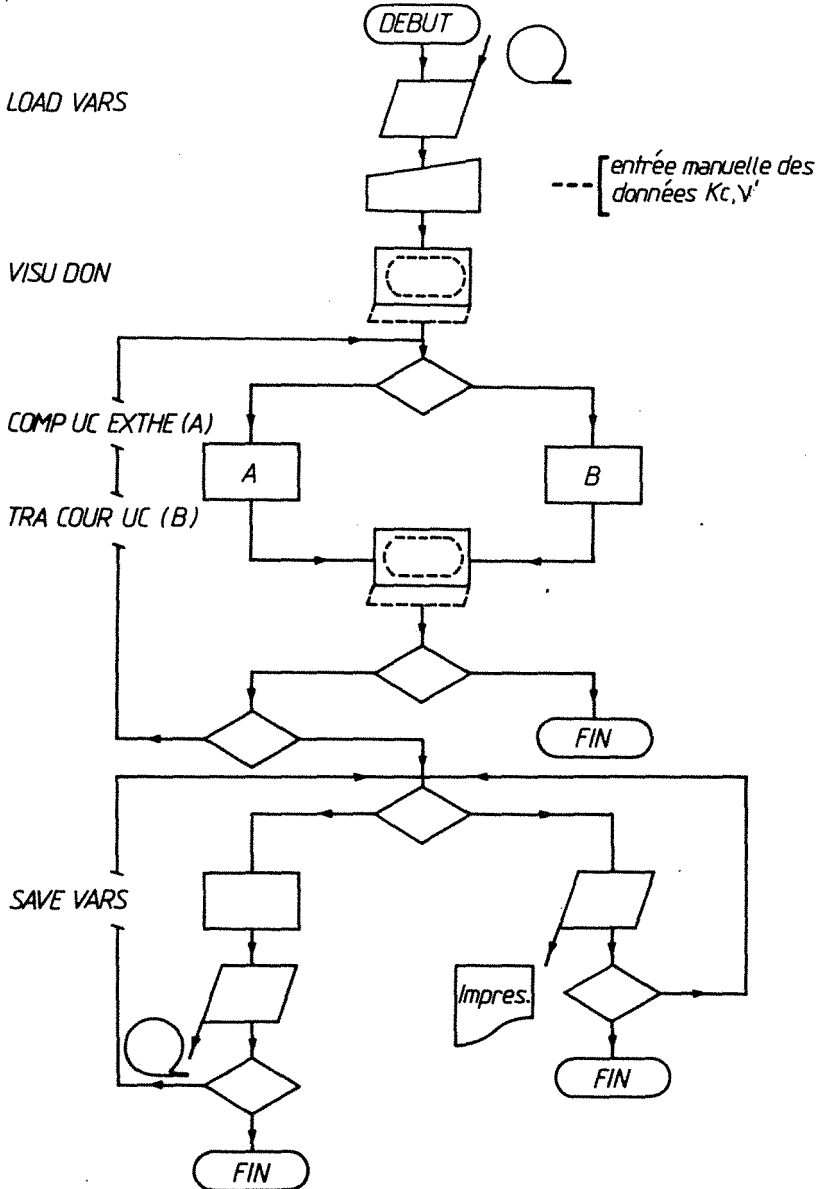 DEBUT
LOAD VARS
entrée manuelle des
données Kc,ν'
VISU DON
COMP UC EXTHE (A)
A
B
TRA COUR UC (B)
FIN
SAVE VARS
Impres.
FIN
FIN